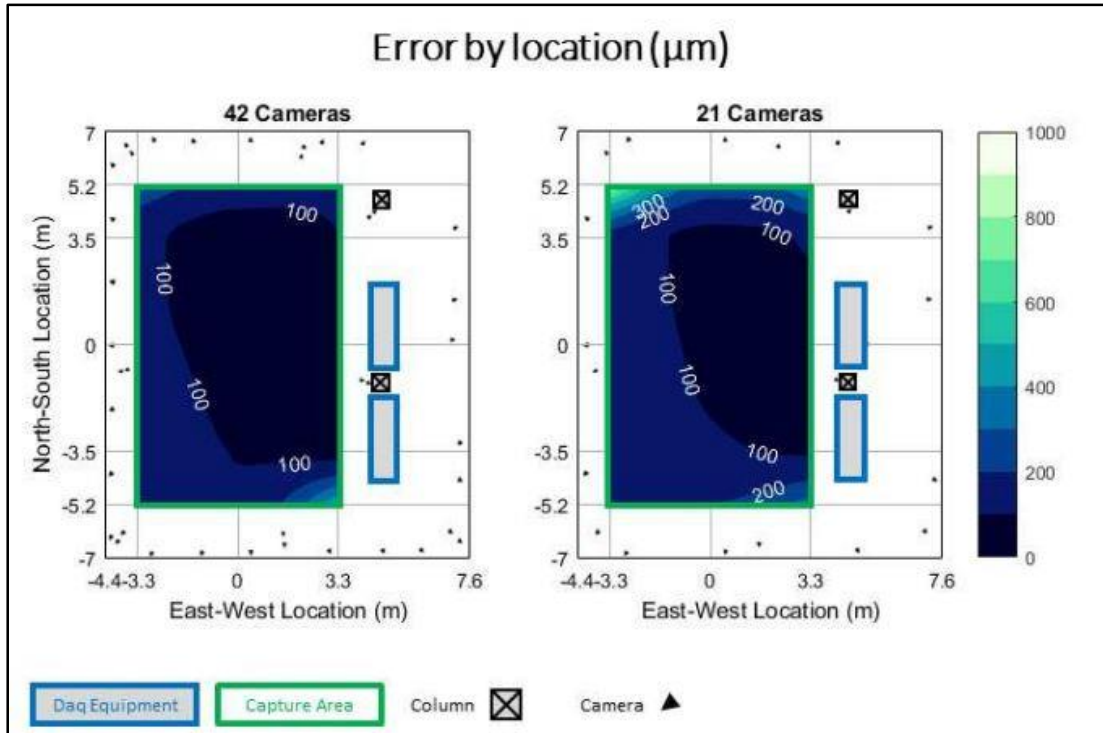 Error by location (µm)
42 Cameras
21 Cameras
7
5.2
3.5
0
-3.5
-5.2
-7
North-South Location (m)
100
100
100
100
-4.4 -3.3 0 3.3 7.6
East-West Location (m)
7
5.2
3.5
0
-3.5
-5.2
-7
300
200
200
100
100
100
100
200
-4.4 -3.3 0 3.3 7.6
East-West Location (m)
1000
800
600
400
200
0
Daq Equipment
Capture Area
Column
Camera